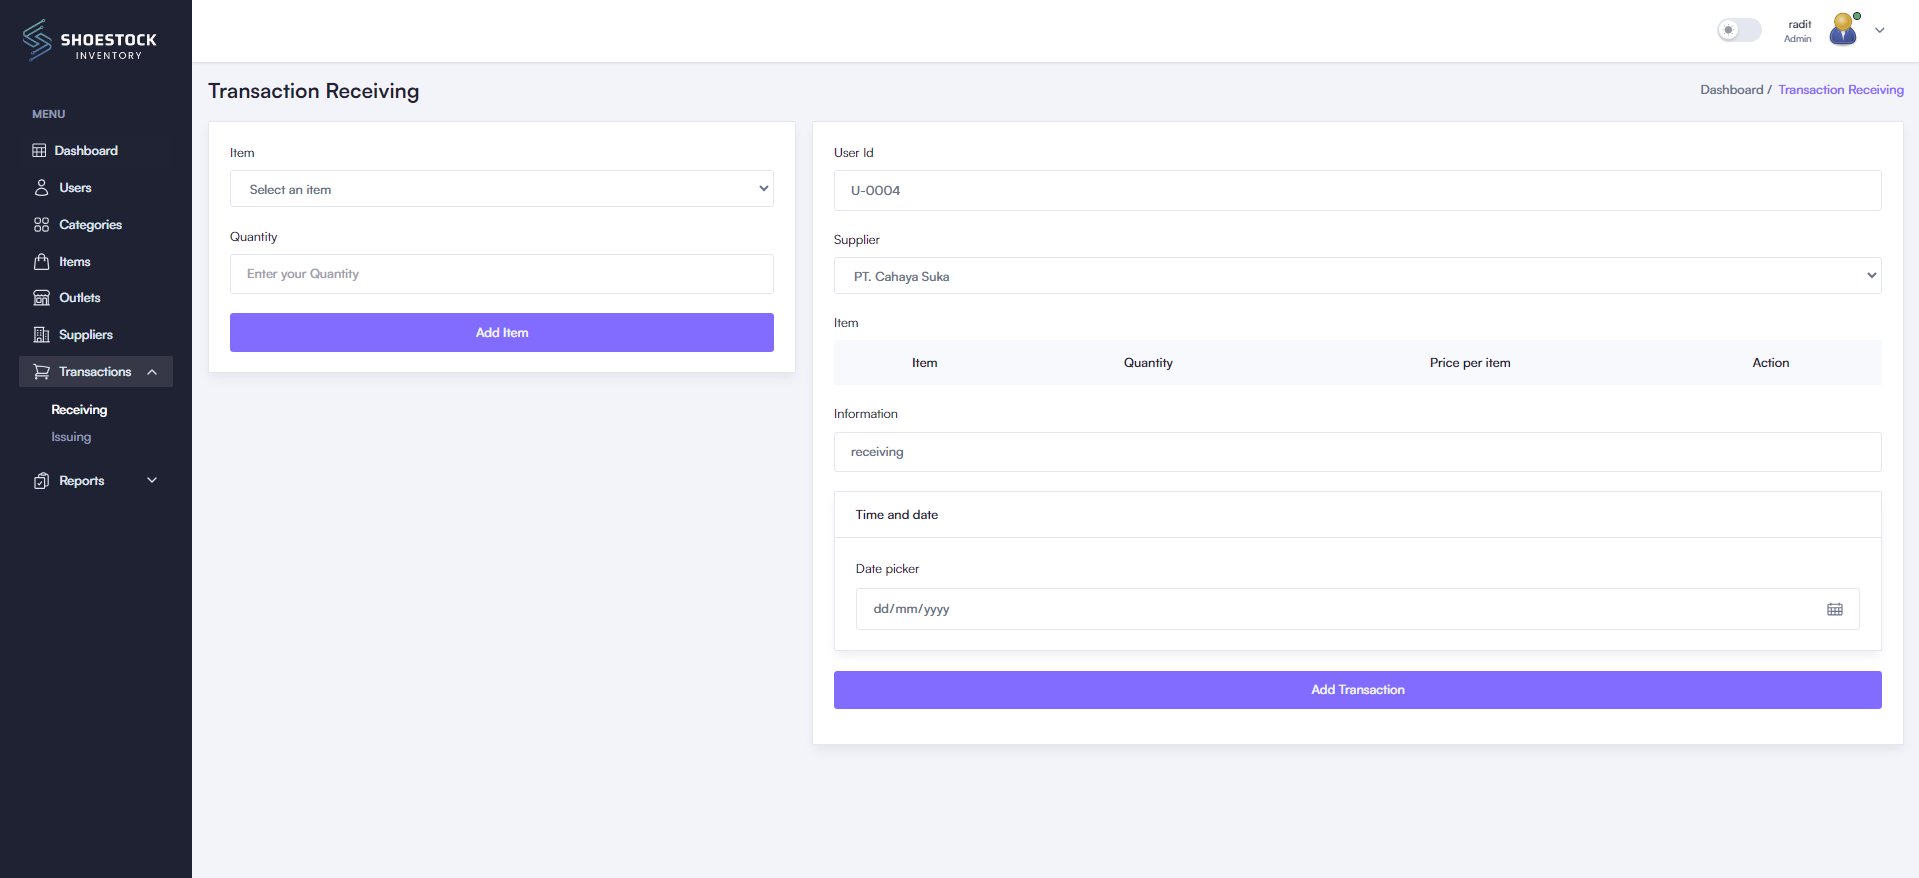 SHOESTOCK
INVENTORY
MENU
Dashboard
Users
Categories
Items
Outlets
Suppliers
Transactions
Receiving
Issuing
Reports
radit
Admin
Transaction Receiving
Dashboard / Transaction Receiving
Item
Select an item
Quantity
Enter your Quantity
Add Item
User Id
U-0004
Supplier
PT. Cahaya Suka
Item
Item Quantity Price per item Action
Information
receiving
Time and date
Date picker
dd/mm/yyyy
Add Transaction